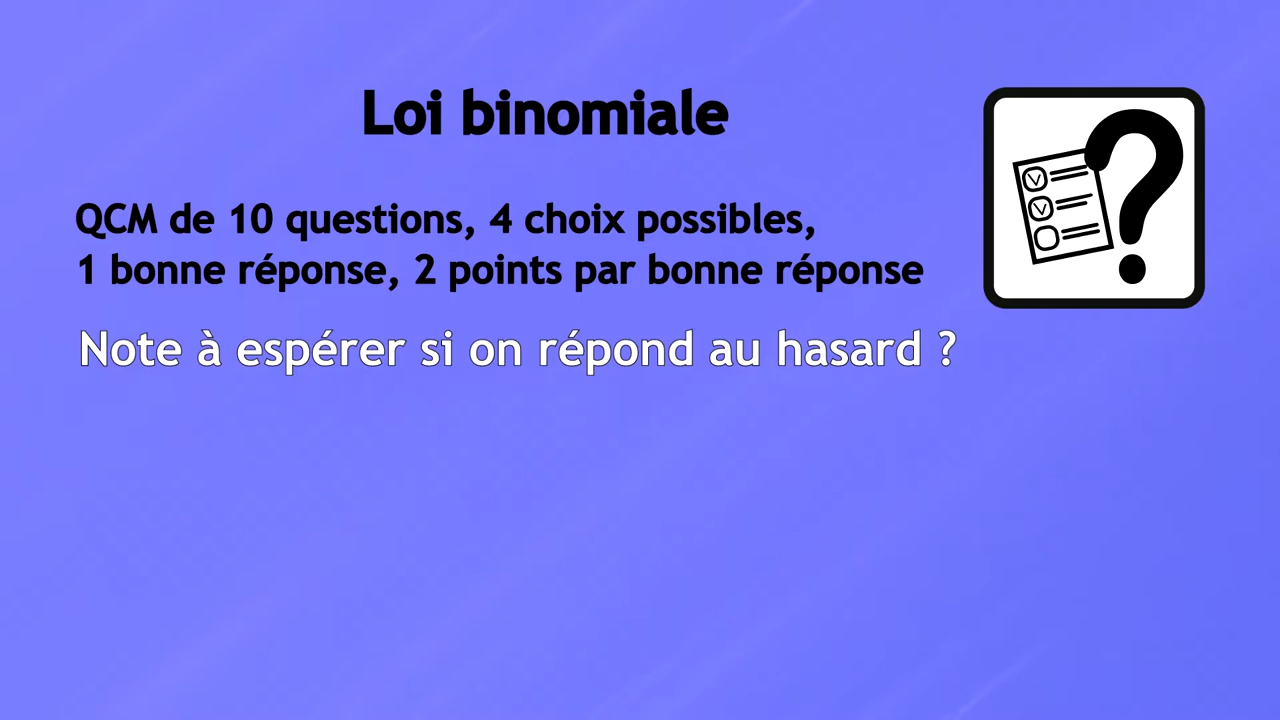 Loi binomiale
QCM de 10 questions, 4 choix possibles,
1 bonne réponse, 2 points par bonne réponse
Note à espérer si on répond au hasard ?